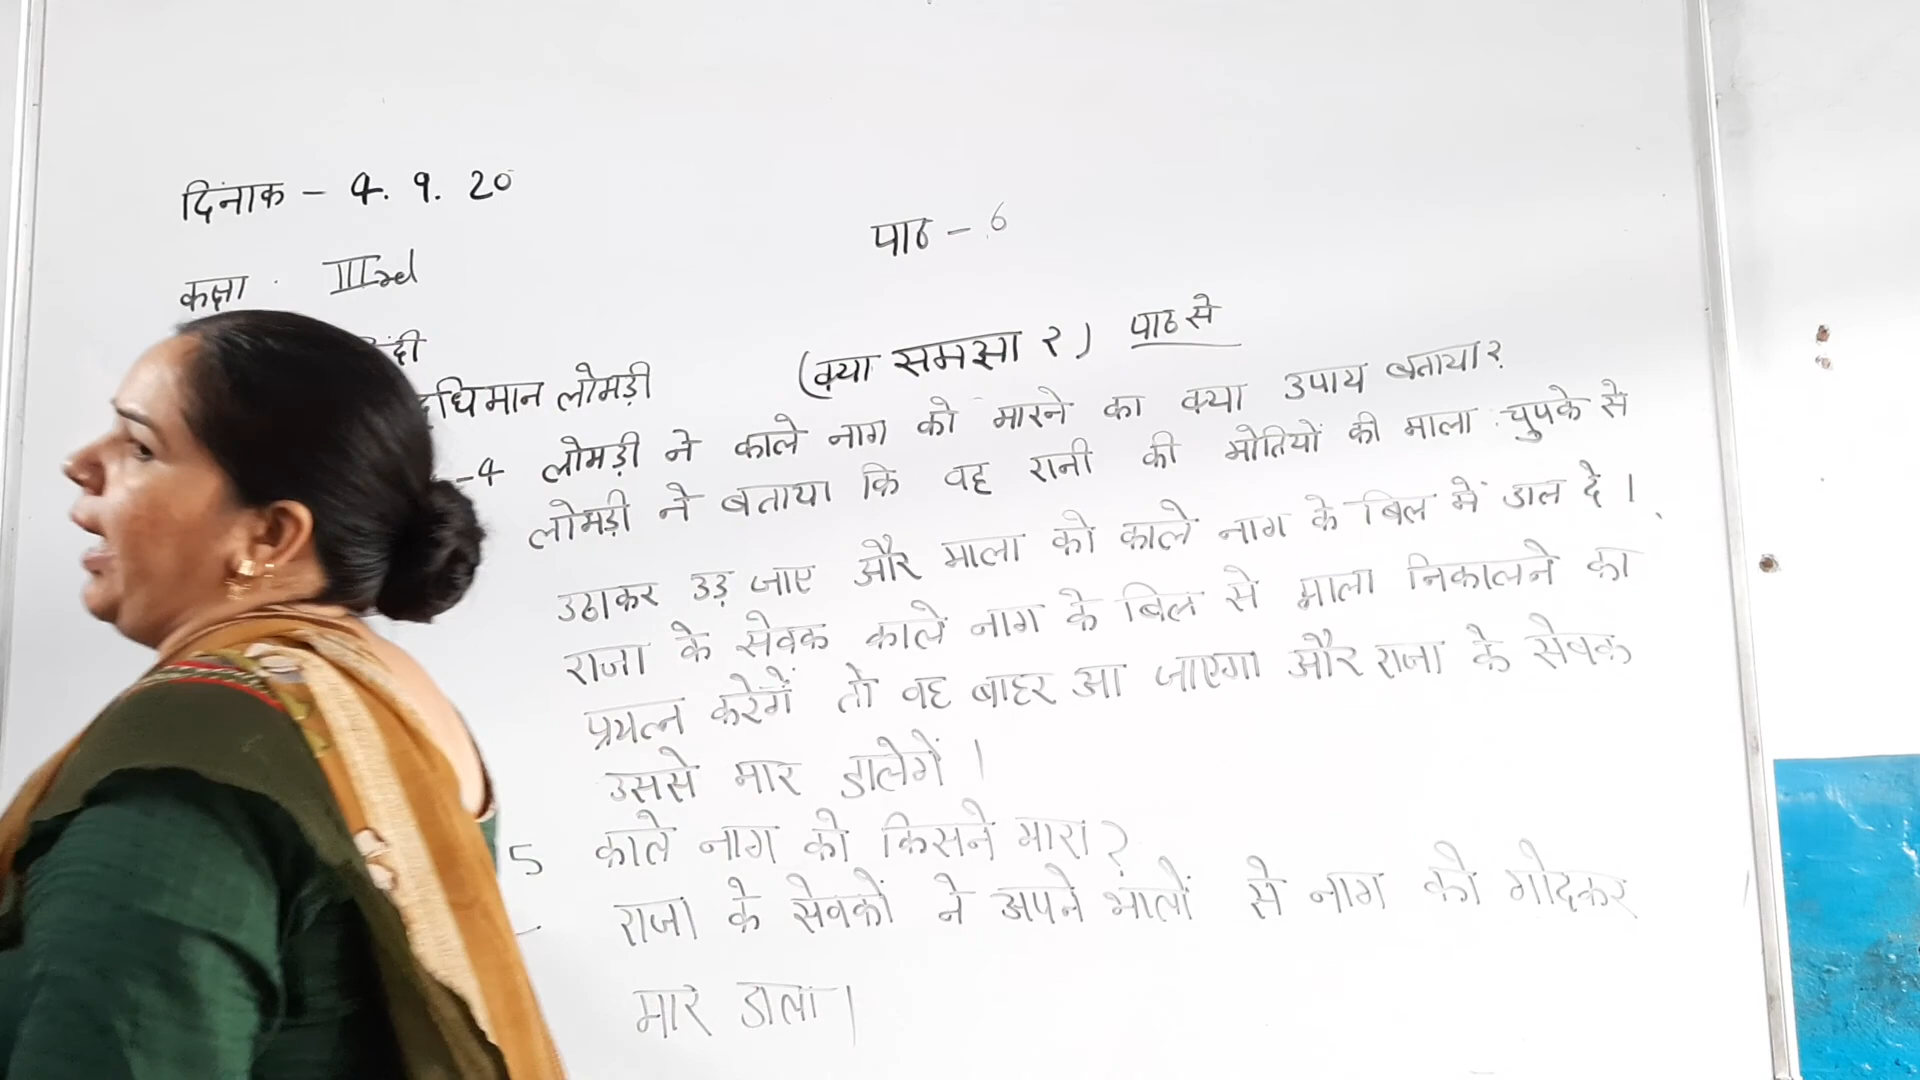 दिनांक - 4. 9. 20
पाठ - 6
कक्षा . IIIrd
(क्या समझा ?) पाठ से
लोमड़ी
-4 लोमड़ी ने काले नाग को मारने का क्या उपाय बताया?
लोमड़ी ने बताया कि वह रानी की मोतियों की माला चुपके से
उठाकर उड़ जाए और माला को काले नाग के बिल में डाल दे ।
राजा के सेवक काले नाग के बिल से माला निकालने का
प्रयत्न करेगें तो वह बाहर आ जाएगा और राजा के सेवक
उससे मार डालेगें ।
5 काले नाग को किसने मारा?
राजा के सेवकों ने अपने भालों से नाग को गोदकर
मार डाला ।